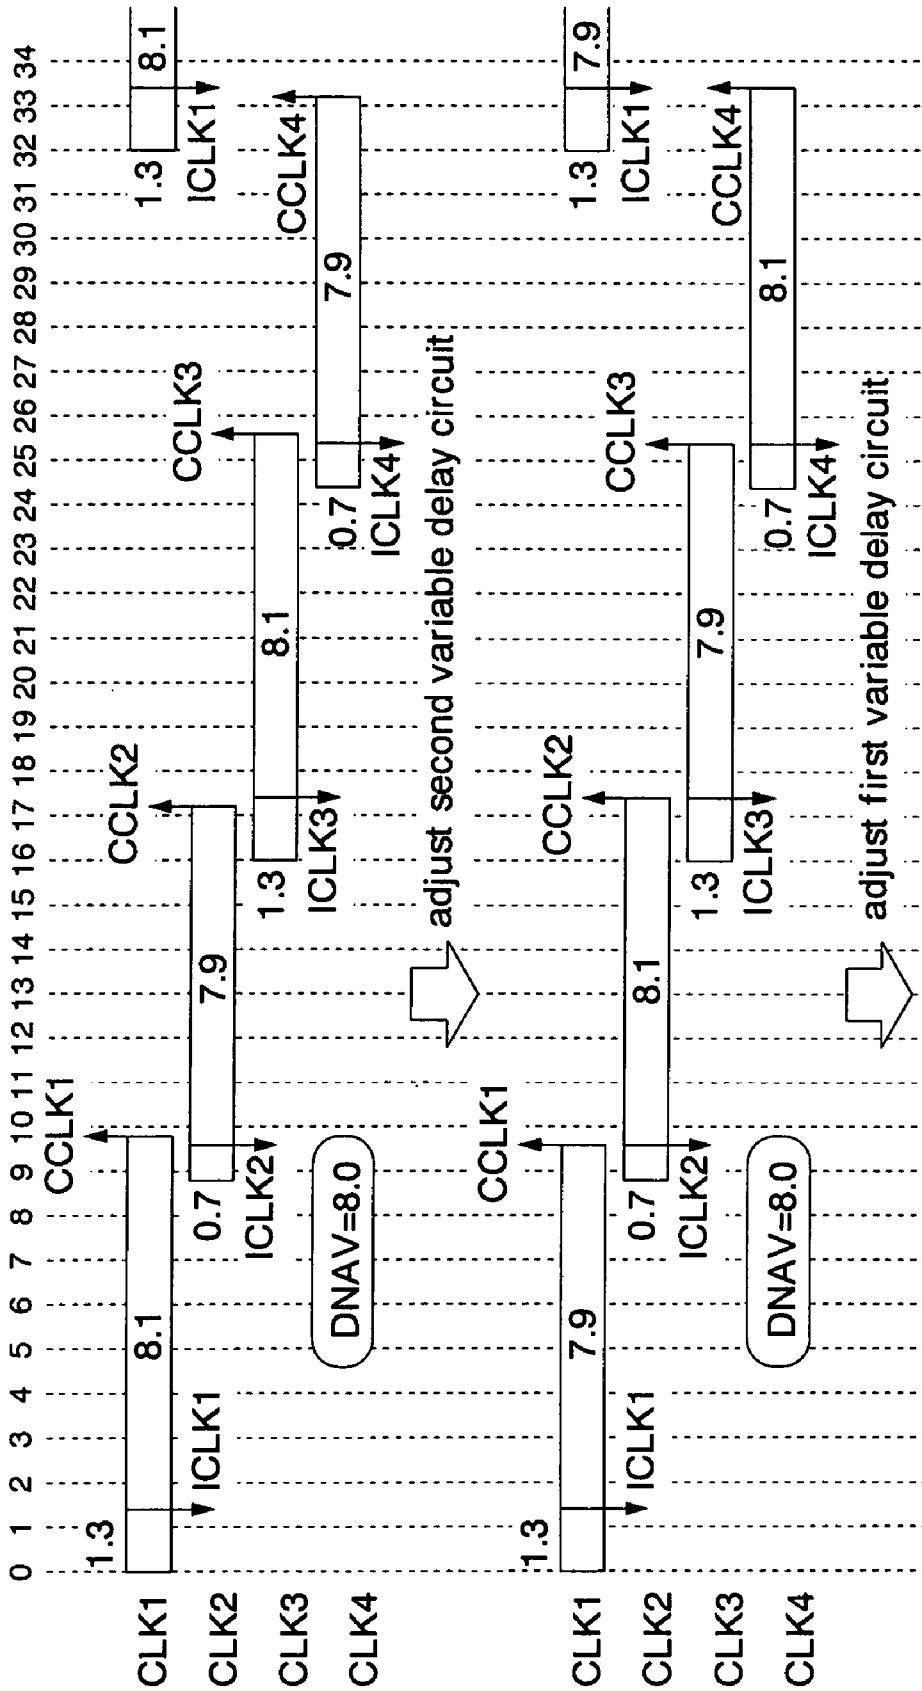 0 1 2 3 4 5 6 7 8 9 10 11 12 13 14 15 16 17 18 19 20 21 22 23 24 25 26 27 28 29 30 31 32 33 34
CLK1
1.3
ICLK1
8.1
CCLK1
1.3
ICLK1
8.1
CLK2
0.7
ICLK2
7.9
CCLK2
CLK3
1.3
ICLK3
8.1
CCLK3
CLK4
DNAV=8.0
0.7
ICLK4
7.9
CCLK4
adjust second variable delay circuit
CLK1
1.3
ICLK1
7.9
CCLK1
1.3
ICLK1
7.9
CLK2
0.7
ICLK2
8.1
CCLK2
CLK3
1.3
ICLK3
7.9
CCLK3
CLK4
DNAV=8.0
0.7
ICLK4
8.1
CCLK4
adjust first variable delay circuit